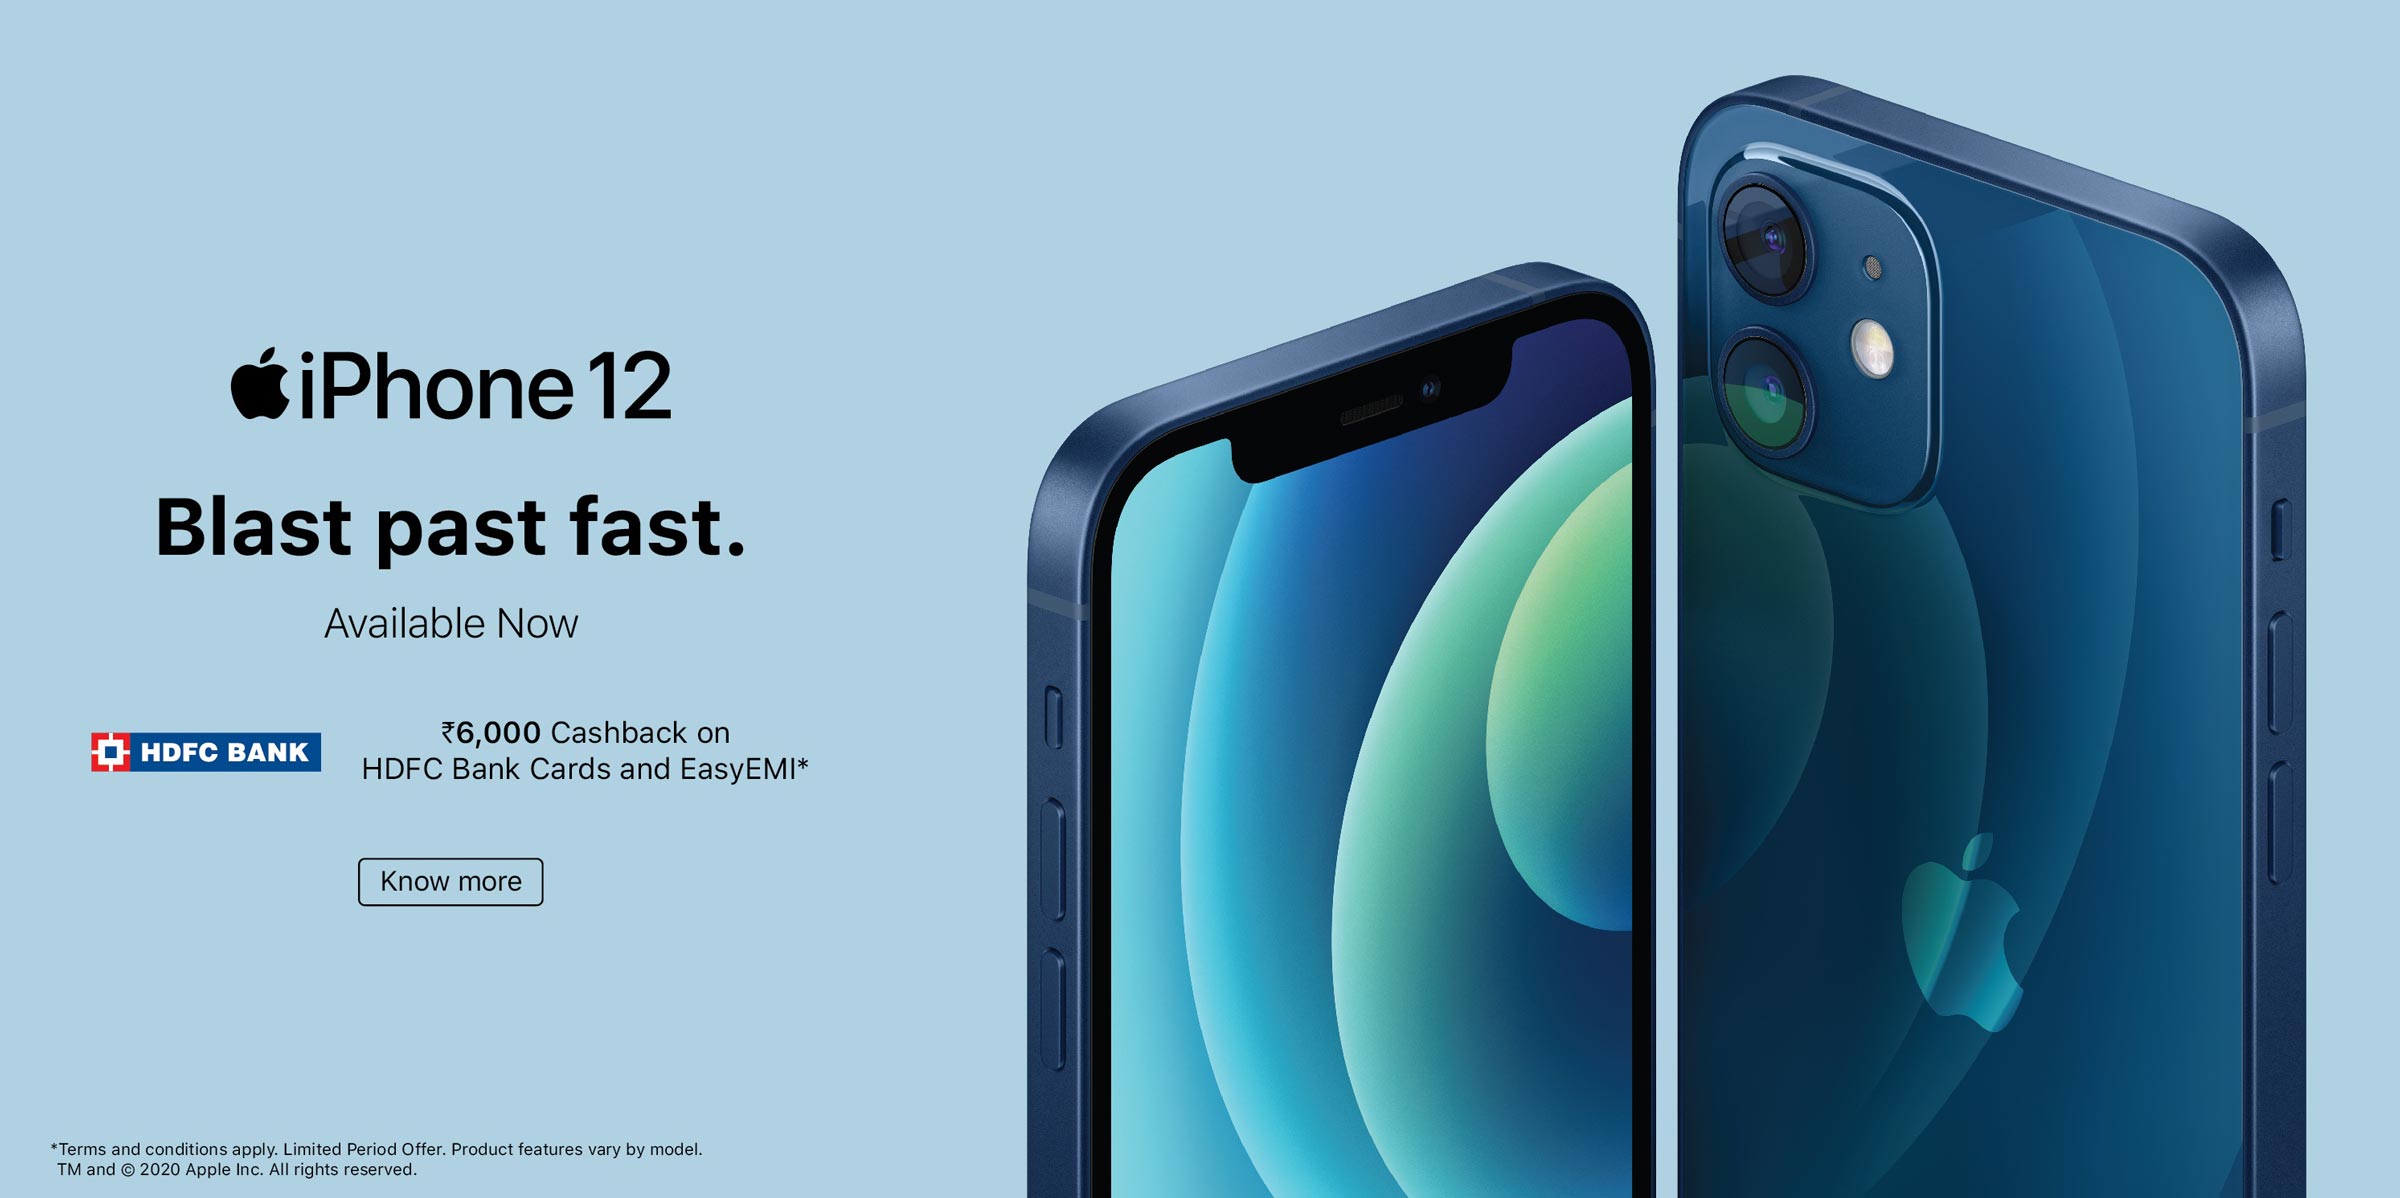 iPhone 12
Blast past fast.
Available Now
HDFC BANK
₹6,000 Cashback on
HDFC Bank Cards and EasyEMI*
Know more
*Terms and conditions apply. Limited Period Offer. Product features vary by model.
TM and © 2020 Apple Inc. All rights reserved.